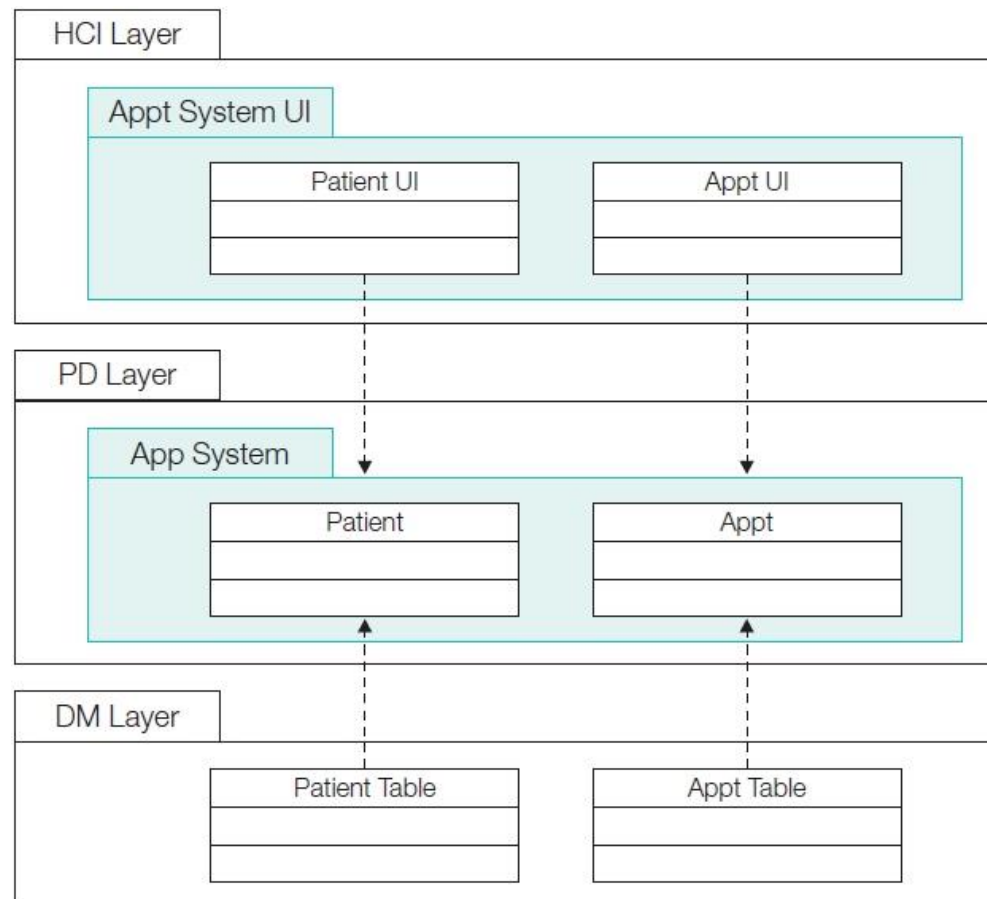 HCI Layer
Appt System UI
Patient UI
Appt UI
PD Layer
App System
Patient
Appt
DM Layer
Patient Table
Appt Table